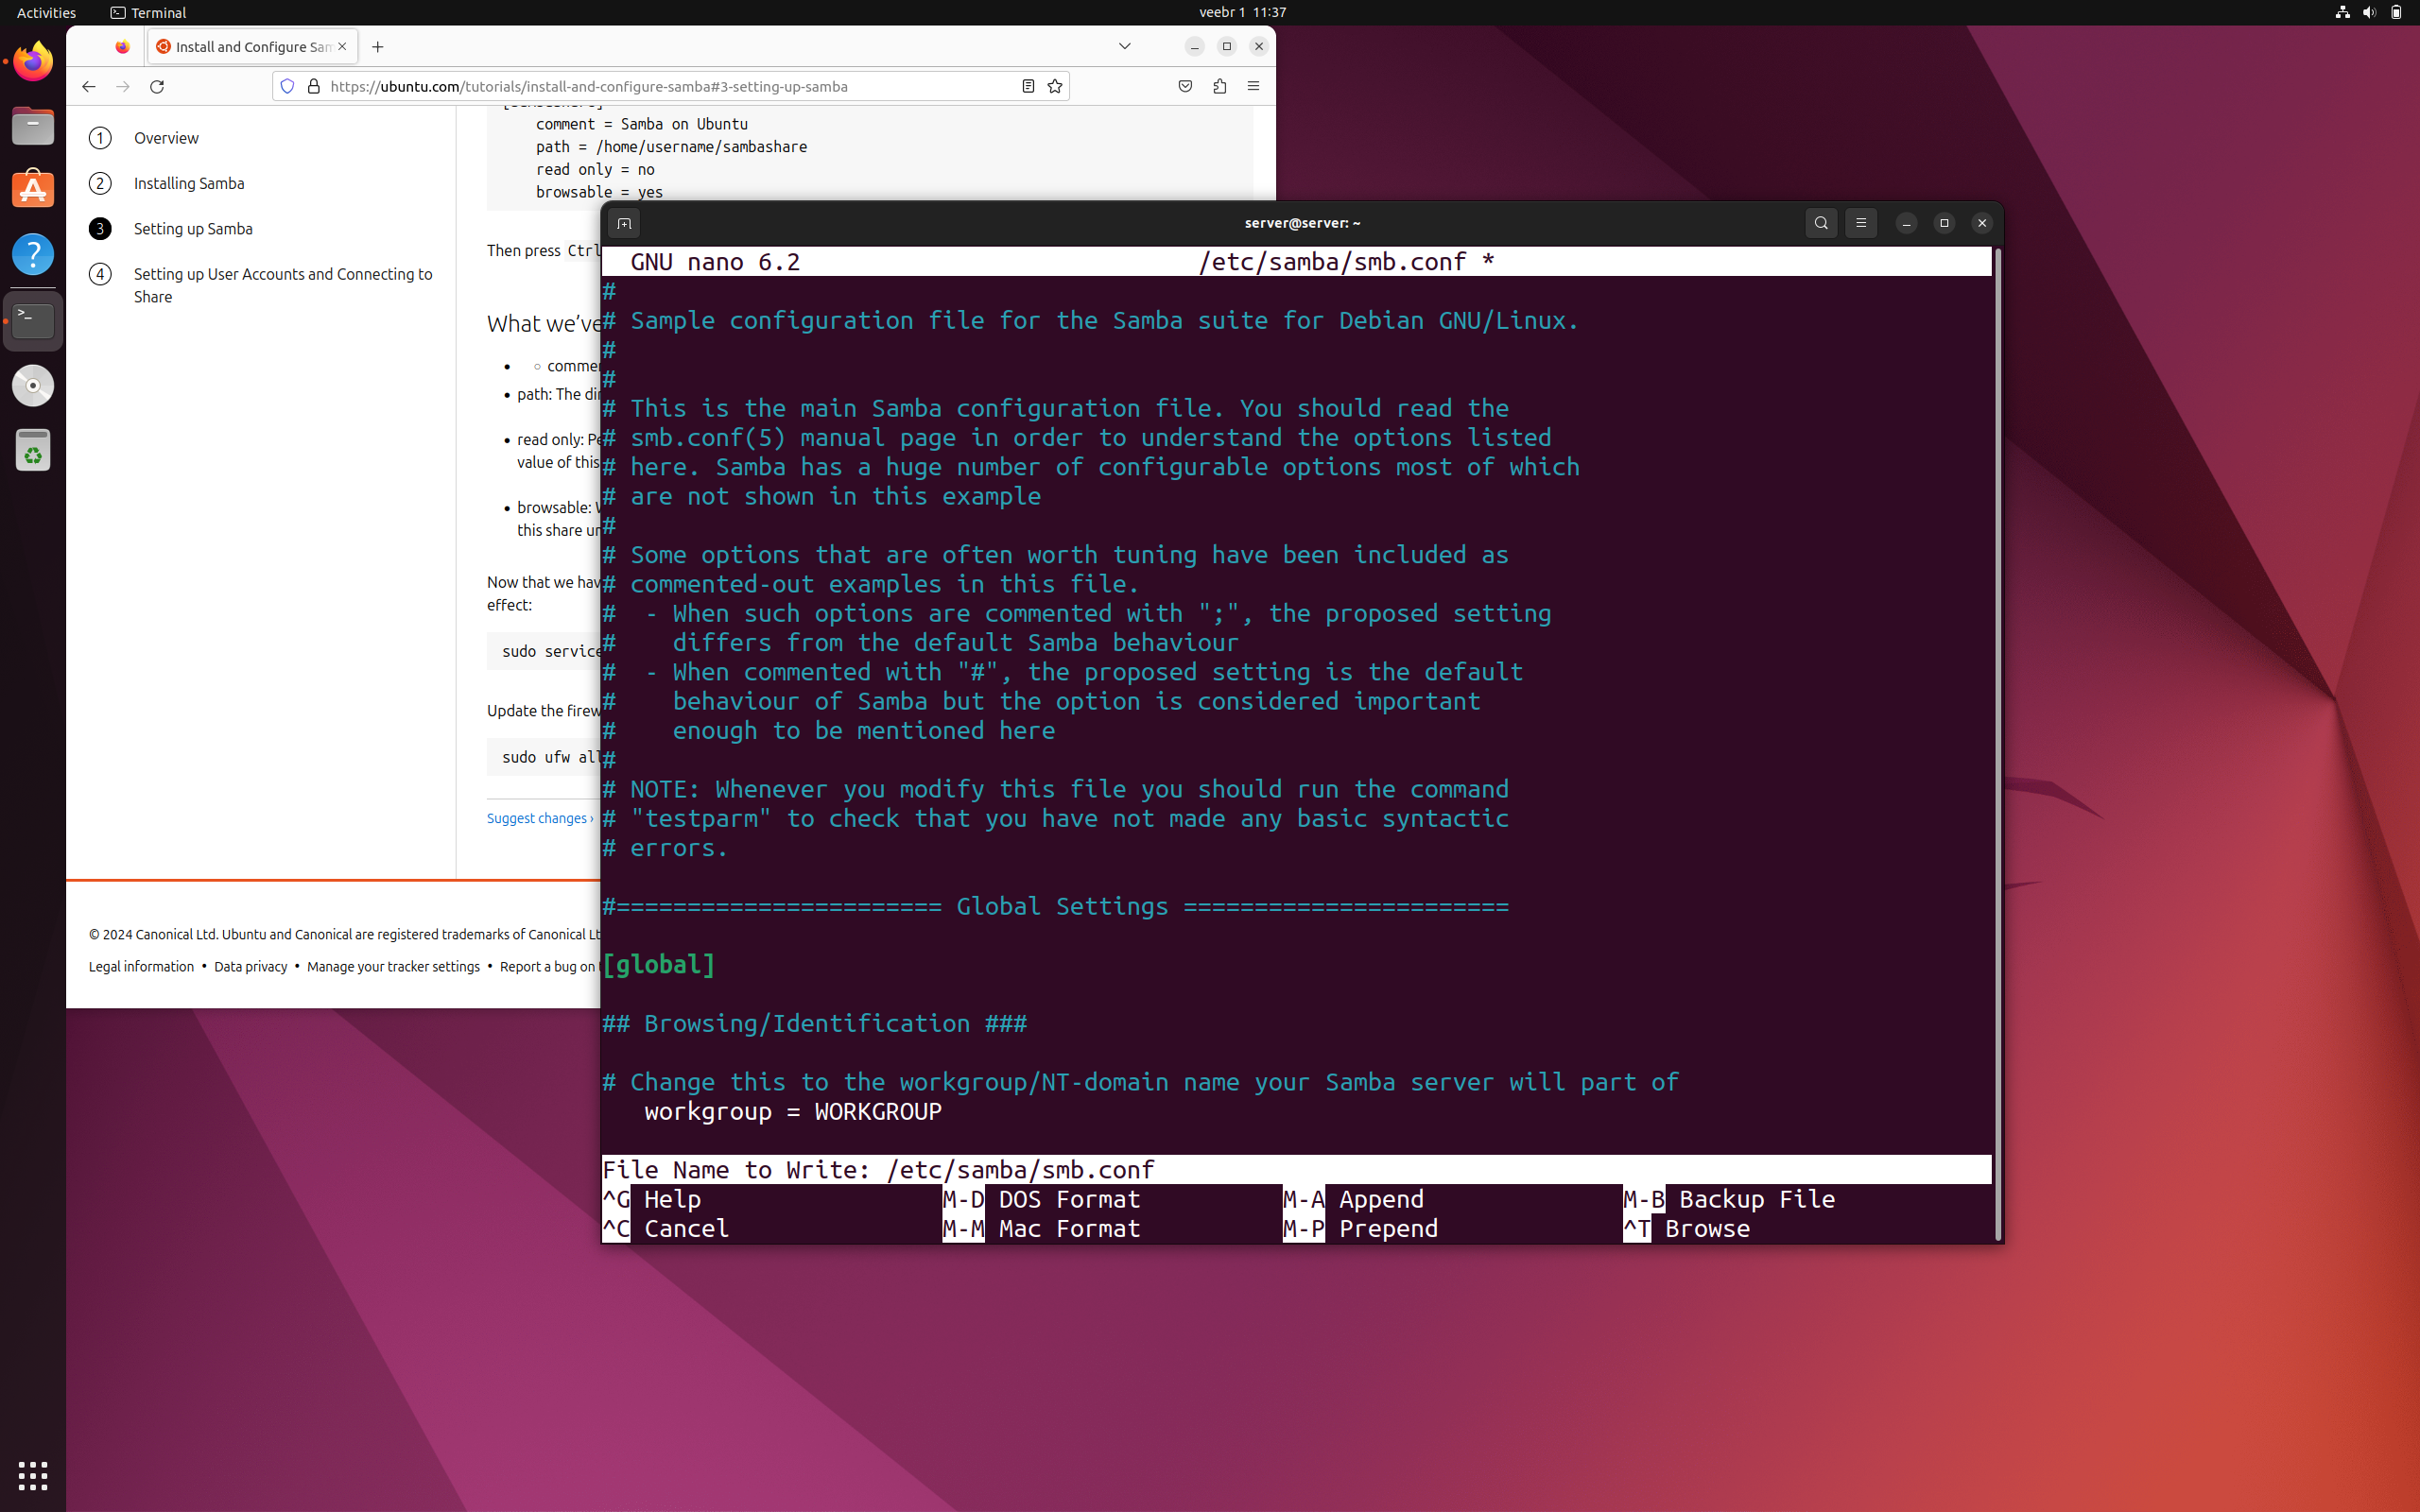 Activities
Terminal
veebr 1 11:37
Install and Configure Sam
https://ubuntu.com/tutorials/install-and-configure-samba#3-setting-up-samba
1 Overview
2 Installing Samba
3 Setting up Samba
4 Setting up User Accounts and Connecting to
Share
comment = Samba on Ubuntu
path = /home/username/sambashare
read only = no
browsable = yes
Then press Ctrl
What we've
commen
path: The dir
read only: Pe
value of this
browsable: W
this share un
Now that we hav
effect:
sudo service
Update the firew
sudo ufw all
Suggest changes ›
© 2024 Canonical Ltd. Ubuntu and Canonical are registered trademarks of Canonical Lt
Legal information • Data privacy • Manage your tracker settings • Report a bug on
server@server: ~
GNU nano 6.2 /etc/samba/smb.conf *
#
# Sample configuration file for the Samba suite for Debian GNU/Linux.
#
#
# This is the main Samba configuration file. You should read the
# smb.conf(5) manual page in order to understand the options listed
# here. Samba has a huge number of configurable options most of which
# are not shown in this example
#
# Some options that are often worth tuning have been included as
# commented-out examples in this file.
#  - When such options are commented with ";", the proposed setting
#    differs from the default Samba behaviour
#  - When commented with "#", the proposed setting is the default
#    behaviour of Samba but the option is considered important
#    enough to be mentioned here
#
# NOTE: Whenever you modify this file you should run the command
# "testparm" to check that you have not made any basic syntactic
# errors.
#======================= Global Settings =======================
[global]
## Browsing/Identification ###
# Change this to the workgroup/NT-domain name your Samba server will part of
workgroup = WORKGROUP
File Name to Write: /etc/samba/smb.conf
^G Help M-D DOS Format M-A Append M-B Backup File
^C Cancel M-M Mac Format M-P Prepend ^T Browse